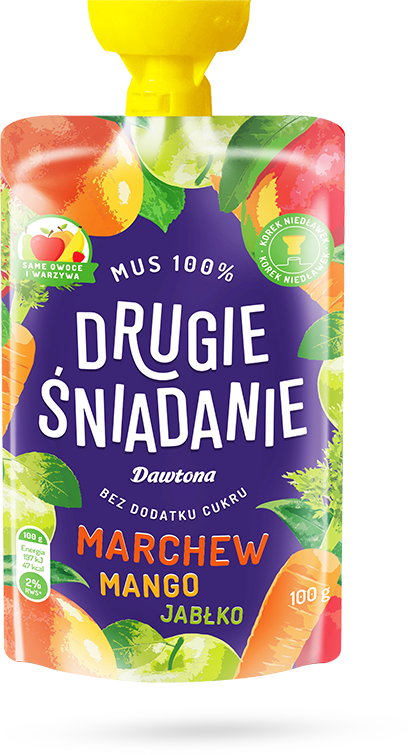 SAME OWOCE
I WARZYWA
KOREK NIEDŁAWEK
KOREK NIEDŁAWEK
MUS 100%
DRUGIE
ŚNIADANIE
Dawtona
BEZ DODATKU CUKRU
MARCHEW
MANGO
JABŁKO
100 g
Energia
197 kJ
47 kcal
2%
RWS*
100 g